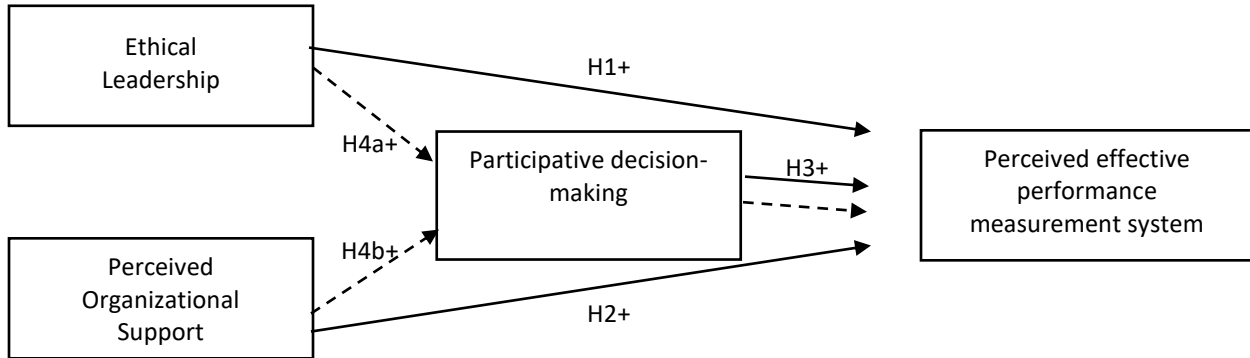 Ethical
Leadership
H1+
H4a+
Participative decision-
making
H3+
Perceived effective
performance
measurement system
H4b+
Perceived
Organizational
Support
H2+